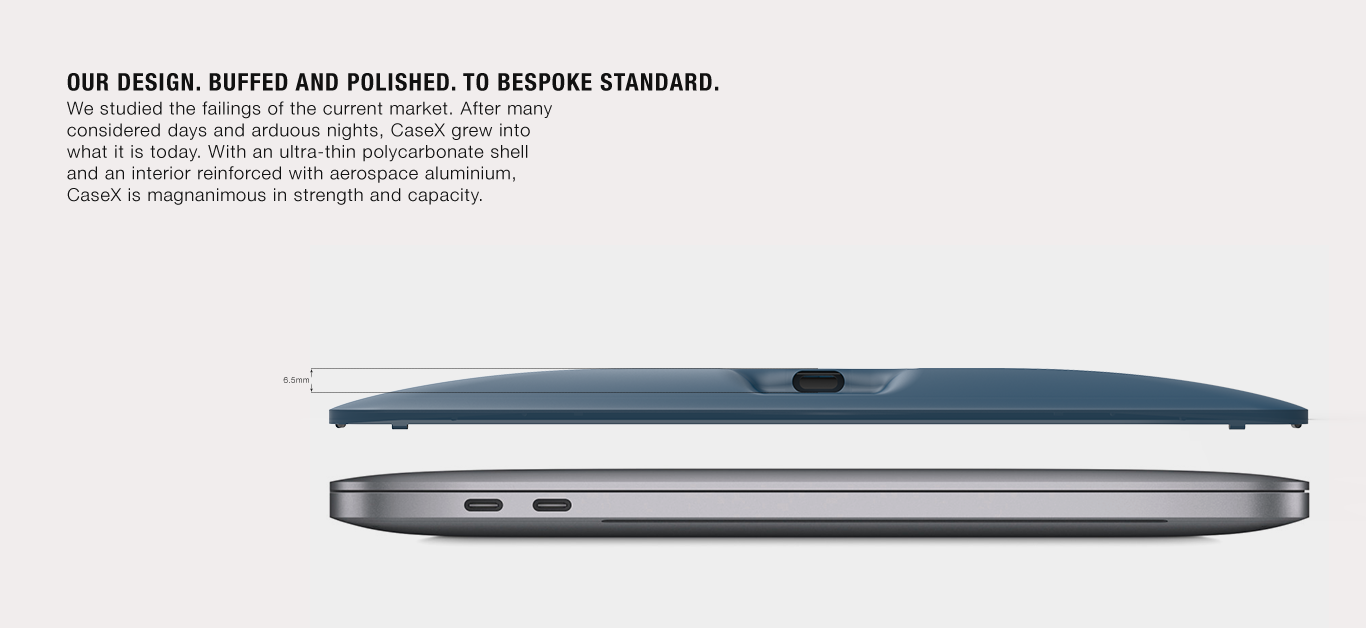 OUR DESIGN. BUFFED AND POLISHED. TO BESPOKE STANDARD.
We studied the failings of the current market. After many
considered days and arduous nights, CaseX grew into
what it is today. With an ultra-thin polycarbonate shell
and an interior reinforced with aerospace aluminium,
CaseX is magnanimous in strength and capacity.
6.5mm